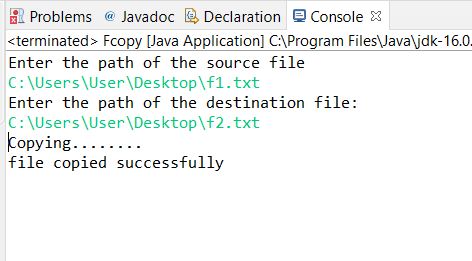 Problems @ Javadoc Declaration Console
<terminated> Fcopy [Java Application] C:\Program Files\Java\jdk-16.0.
Enter the path of the source file
C:\Users\User\Desktop\f1.txt
Enter the path of the destination file:
C:\Users\User\Desktop\f2.txt
Copying........
file copied successfully